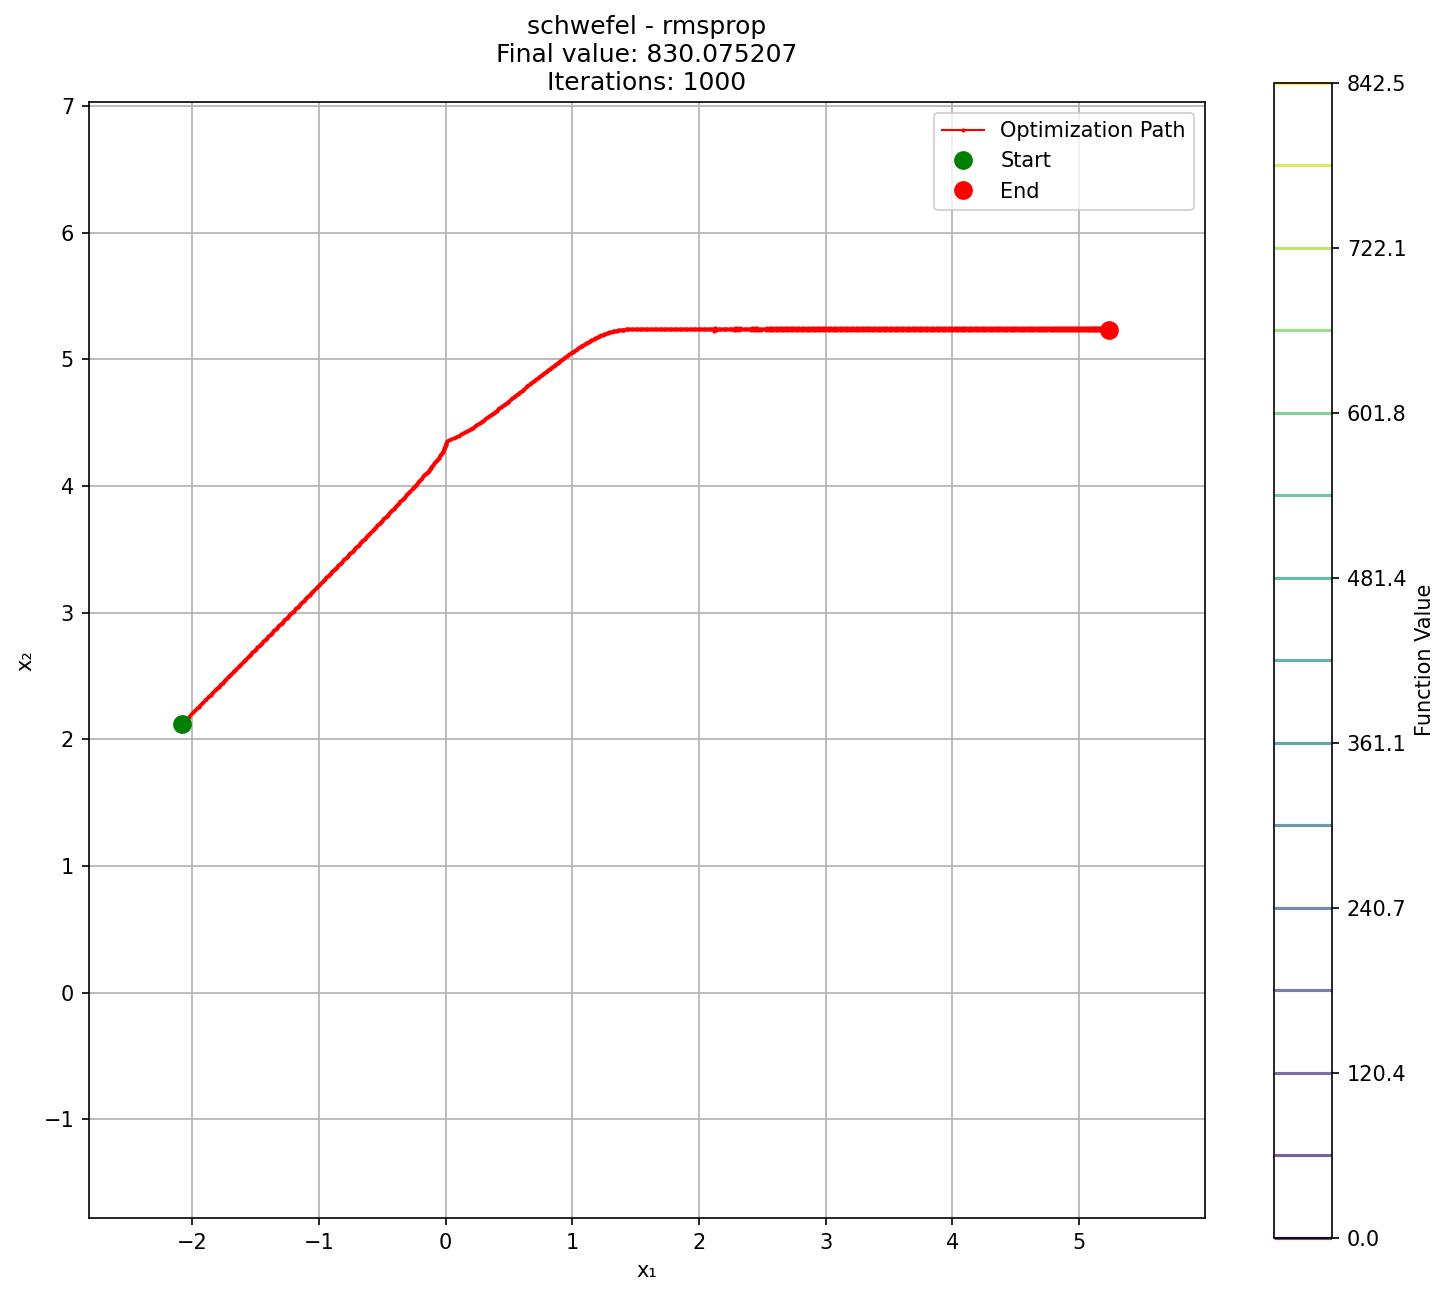 schwefel - rmsprop
Final value: 830.075207
Iterations: 1000
Optimization Path
Start
End
7
6
5
4
3
2
1
0
−1
x₂
−2
−1
0
1
2
3
4
5
x₁
842.5
722.1
601.8
481.4
361.1
240.7
120.4
0.0
Function Value